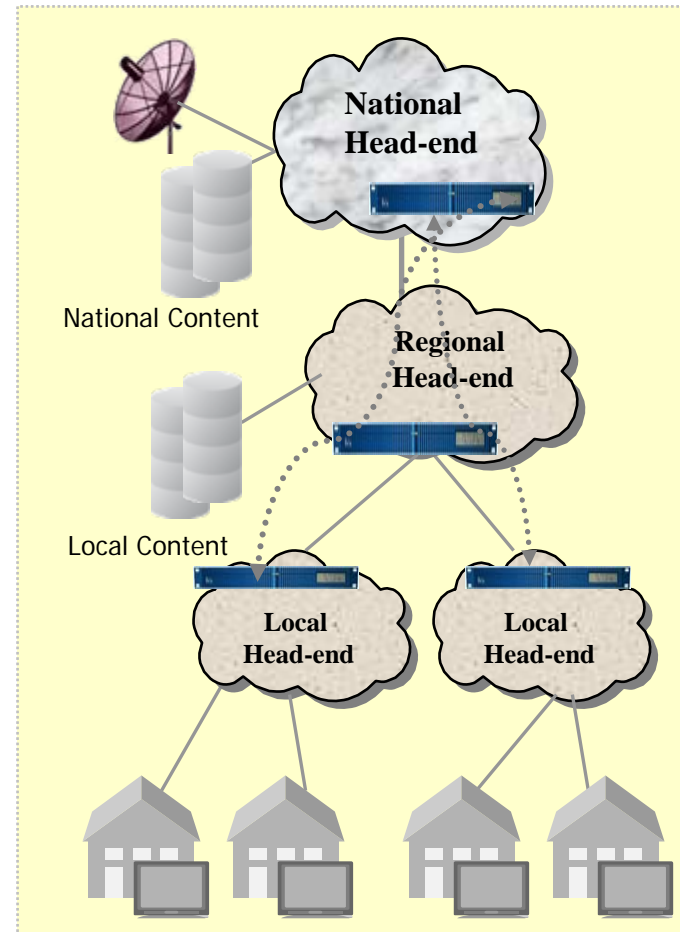 National
Head-end
National Content
Regional
Head-end
Local Content
Local
Head-end
Local
Head-end